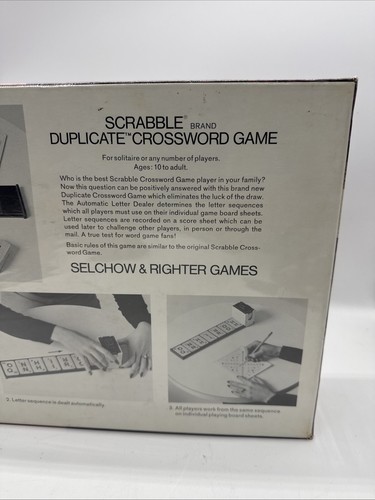 SCRABBLE® BRAND
DUPLICATE™ CROSSWORD GAME
For solitaire or any number of players.
Ages: 10 to adult.
Who is the best Scrabble Crossword Game player in your family?
Now this question can be positively answered with this brand new
Duplicate Crossword Game which eliminates the luck of the draw.
The Automatic Letter Dealer determines the letter sequences
which all players must use on their individual game board sheets.
Letter sequences are recorded on a score sheet which can be
used later to challenge other players, in person or through the
mail. A true test for word game fans!
Basic rules of this game are similar to the original Scrabble Cross-
word Game.
SELCHOW & RIGHTER GAMES
2. Letter sequence is dealt automatically.
3. All players work from the same sequence
on individual playing board sheets.